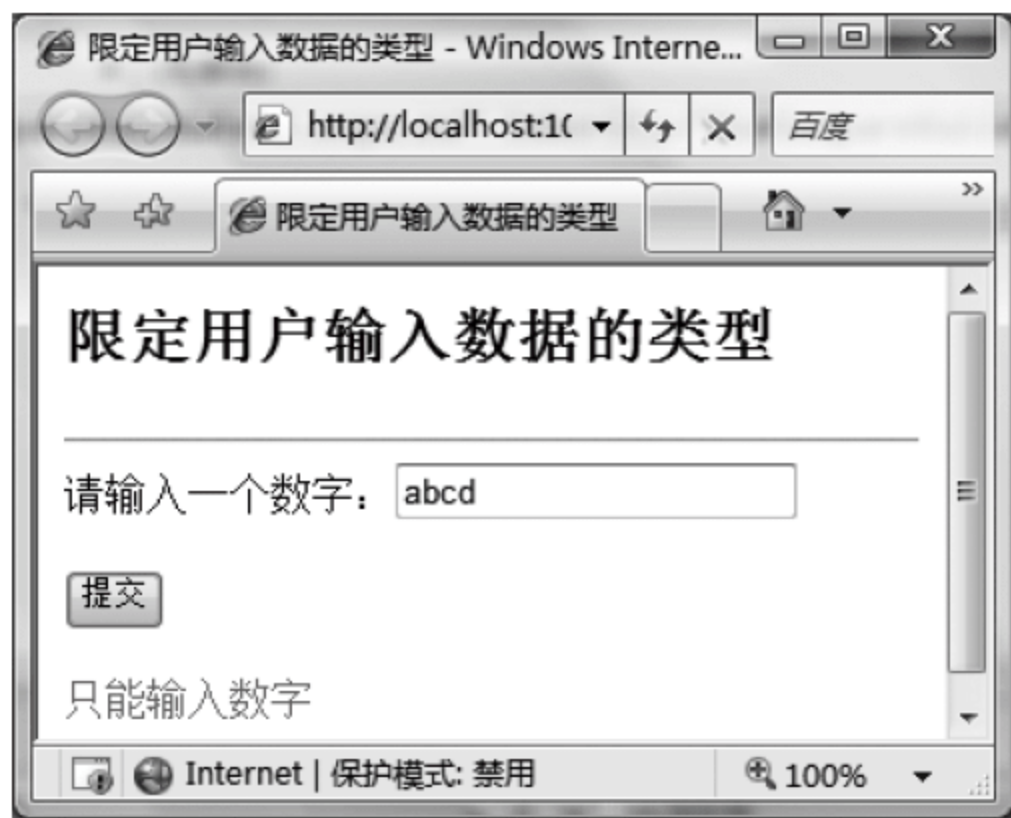 限定用户输入数据的类型 - Windows Interne...
http://localhost:1(
百度
限定用户输入数据的类型
限定用户输入数据的类型
请输入一个数字： abcd
提交
只能输入数字
Internet | 保护模式: 禁用
100%